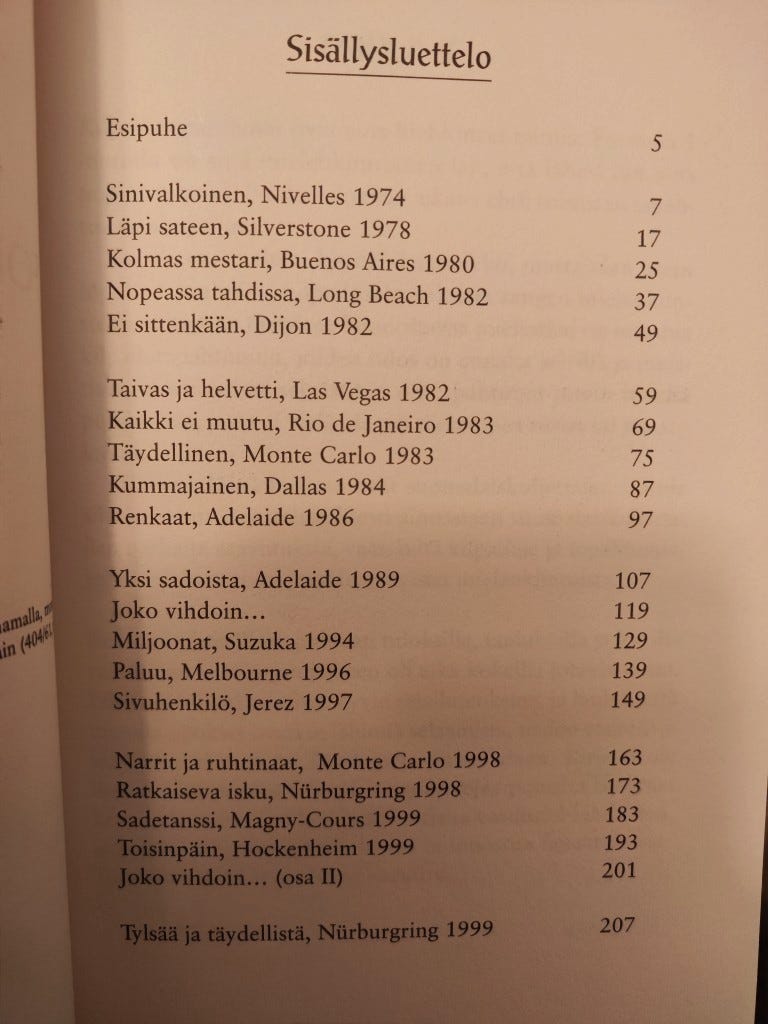 Sisällysluettelo
Esipuhe 5
Sinivalkoinen, Nivelles 1974 7
Läpi sateen, Silverstone 1978 17
Kolmas mestari, Buenos Aires 1980 25
Nopeassa tahdissa, Long Beach 1982 37
Ei sittenkään, Dijon 1982 49
Taivas ja helvetti, Las Vegas 1982 59
Kaikki ei muutu, Rio de Janeiro 1983 69
Täydellinen, Monte Carlo 1983 75
Kummajainen, Dallas 1984 87
Renkaat, Adelaide 1986 97
Yksi sadoista, Adelaide 1989 107
Joko vihdoin... 119
Miljoonat, Suzuka 1994 129
Paluu, Melbourne 1996 139
Sivuhenkilö, Jerez 1997 149
Narrit ja ruhtinaat, Monte Carlo 1998 163
Ratkaiseva isku, Nürburgring 1998 173
Sadetanssi, Magny-Cours 1999 183
Toisinpäin, Hockenheim 1999 193
Joko vihdoin... (osa II) 201
Tylsää ja täydellistä, Nürburgring 1999 207